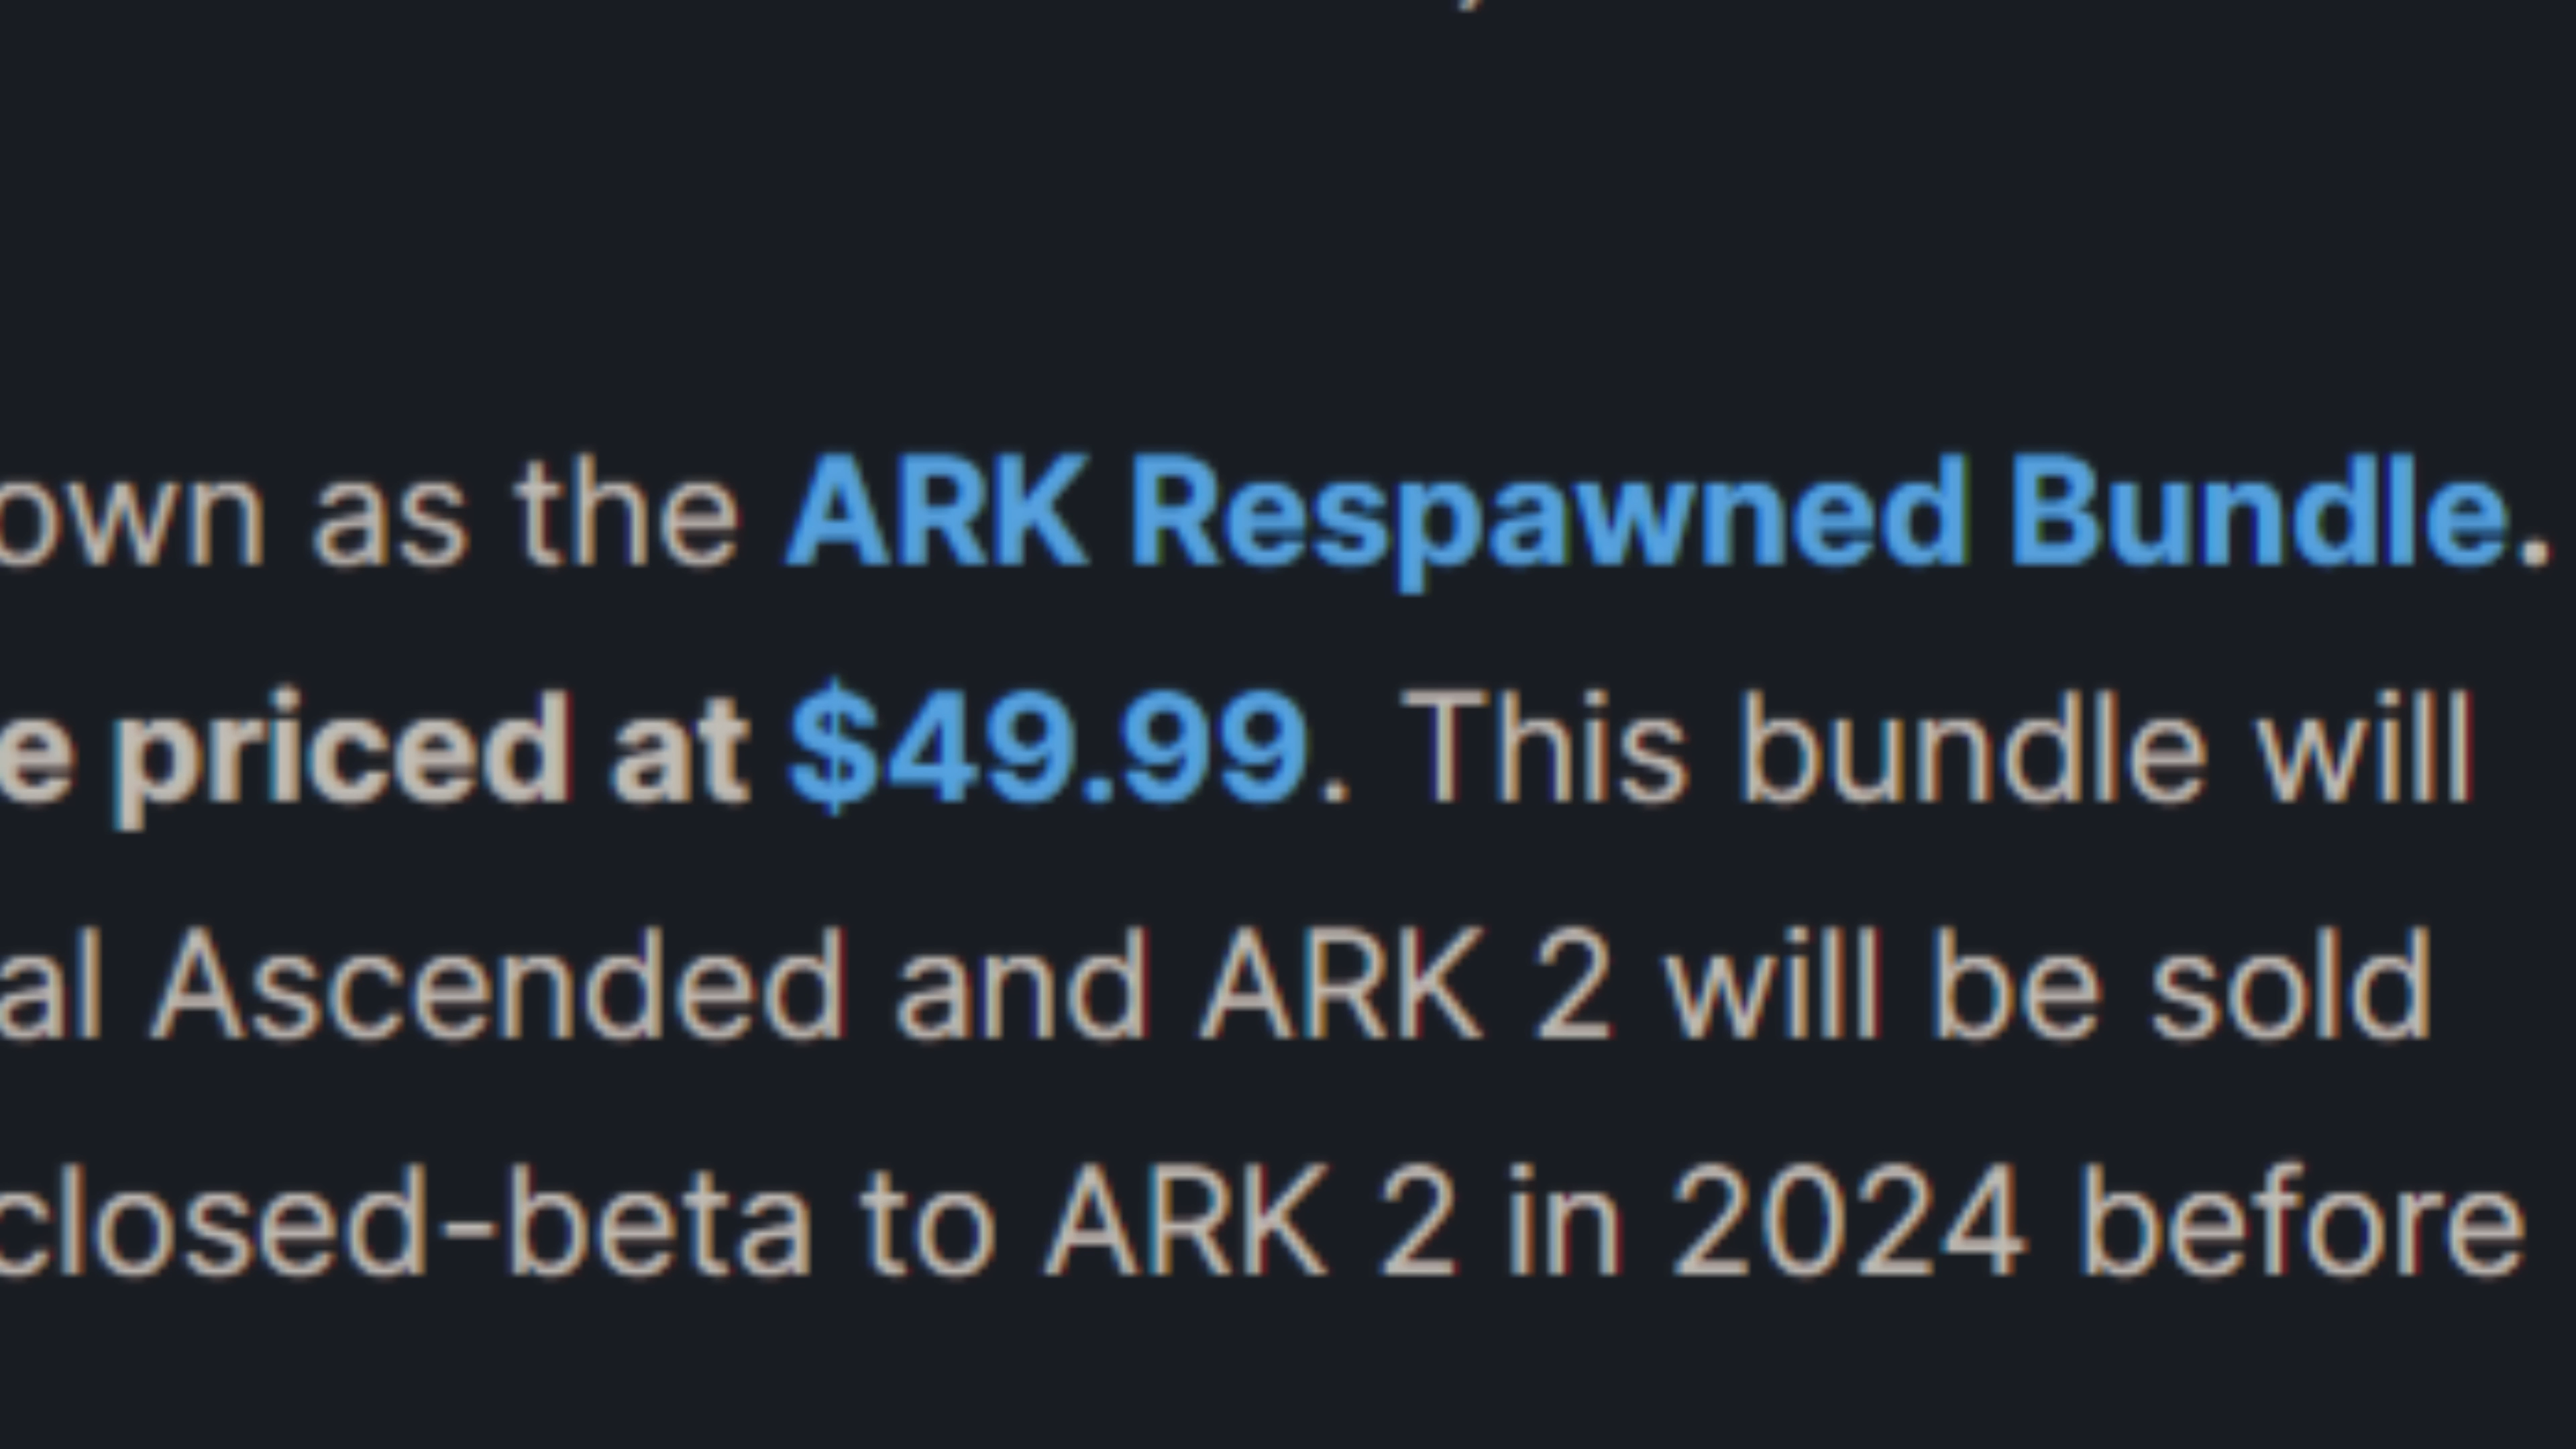 own as the ARK Respawned Bundle.
e priced at $49.99. This bundle will
al Ascended and ARK 2 will be sold
closed-beta to ARK 2 in 2024 before